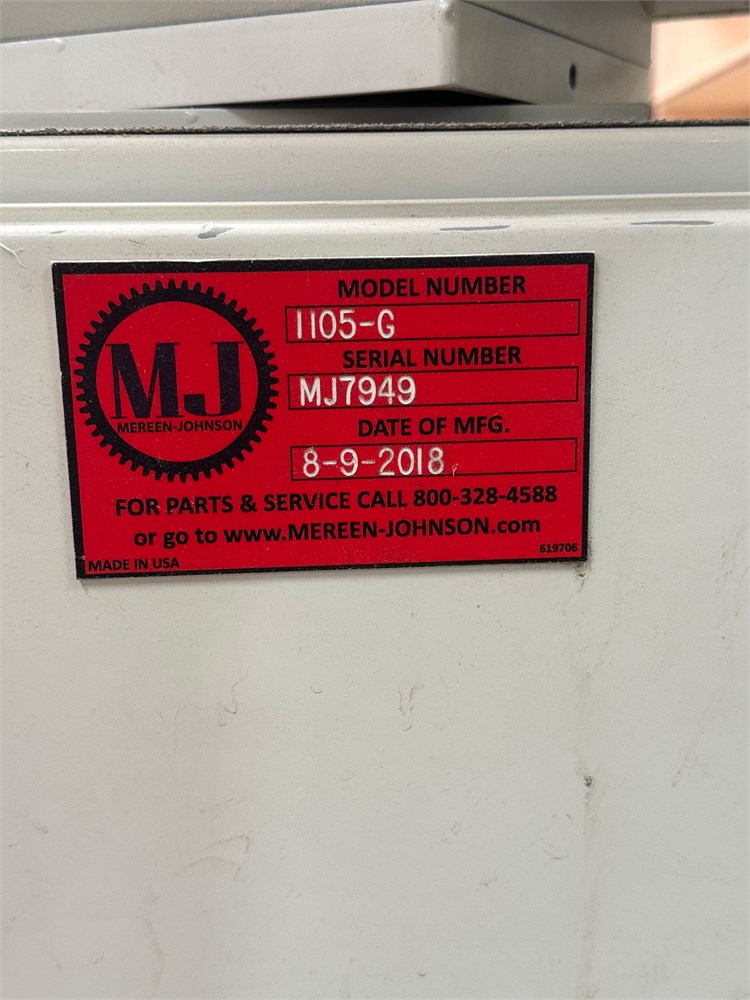 MJ
MEREEN-JOHNSON
MODEL NUMBER
1105-G
SERIAL NUMBER
MJ7949
DATE OF MFG.
8-9-2018
FOR PARTS & SERVICE CALL 800-328-4588
or go to www.MEREEN-JOHNSON.com
MADE IN USA
619706